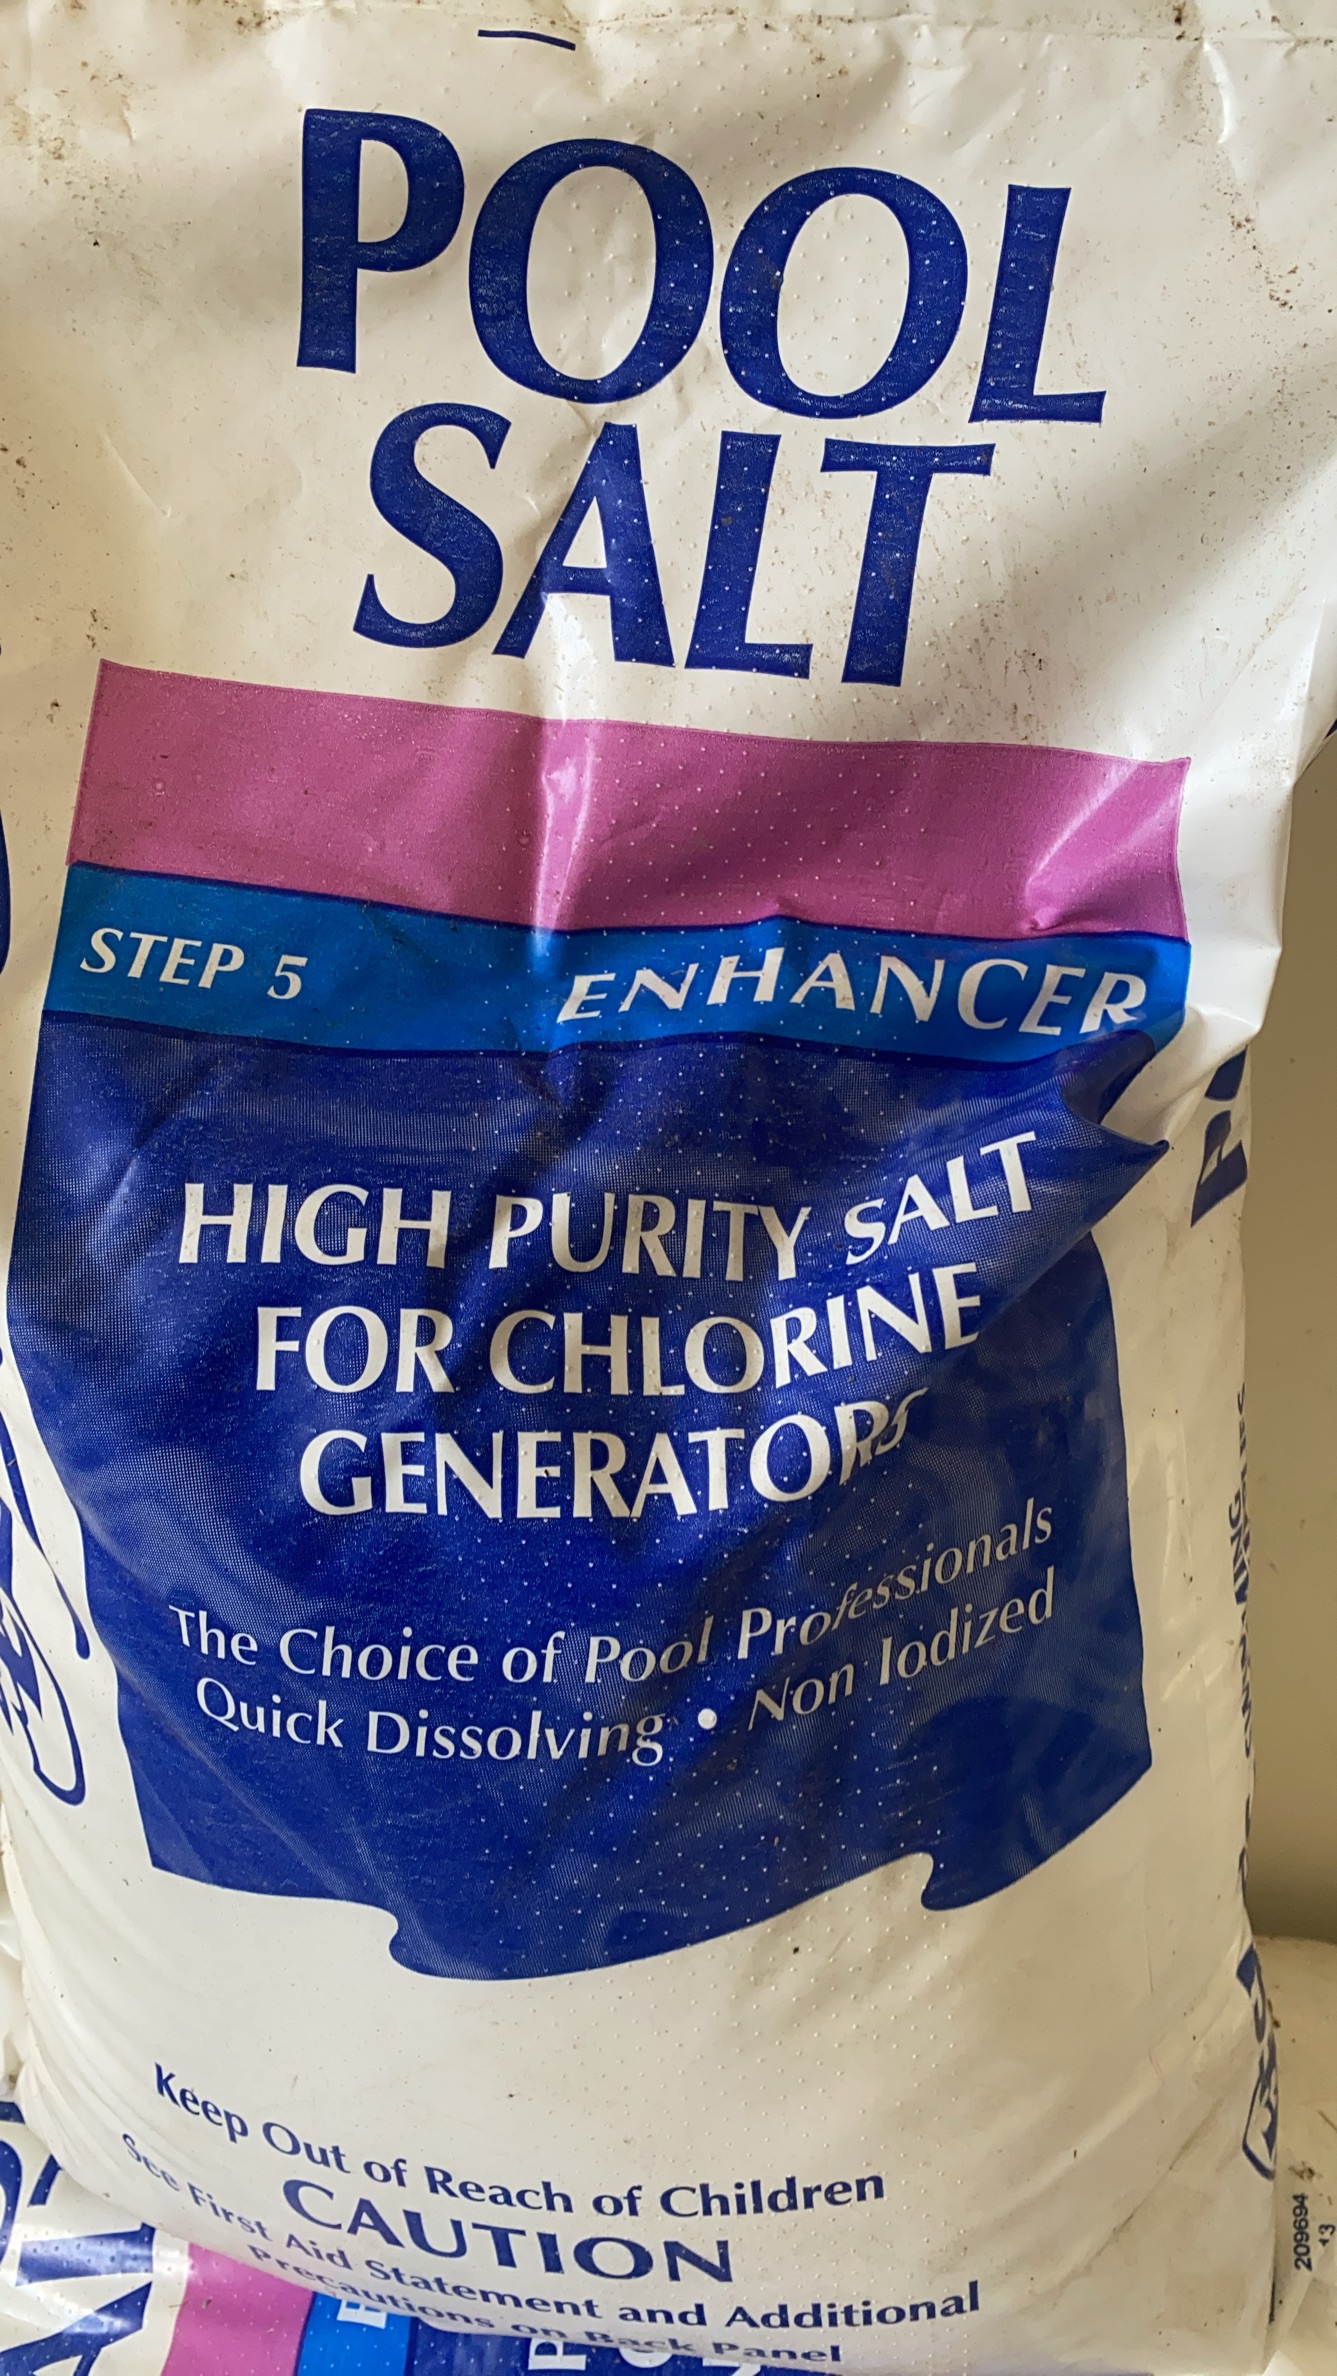 POOL
SALT
STEP 5 ENHANCER
HIGH PURITY SALT
FOR CHLORINE
GENERATORS
The Choice of Pool Professionals
Quick Dissolving • Non Iodized
Keep Out of Reach of Children
CAUTION
See First Aid Statement and Additional
Precautions on Back Panel
209694
13